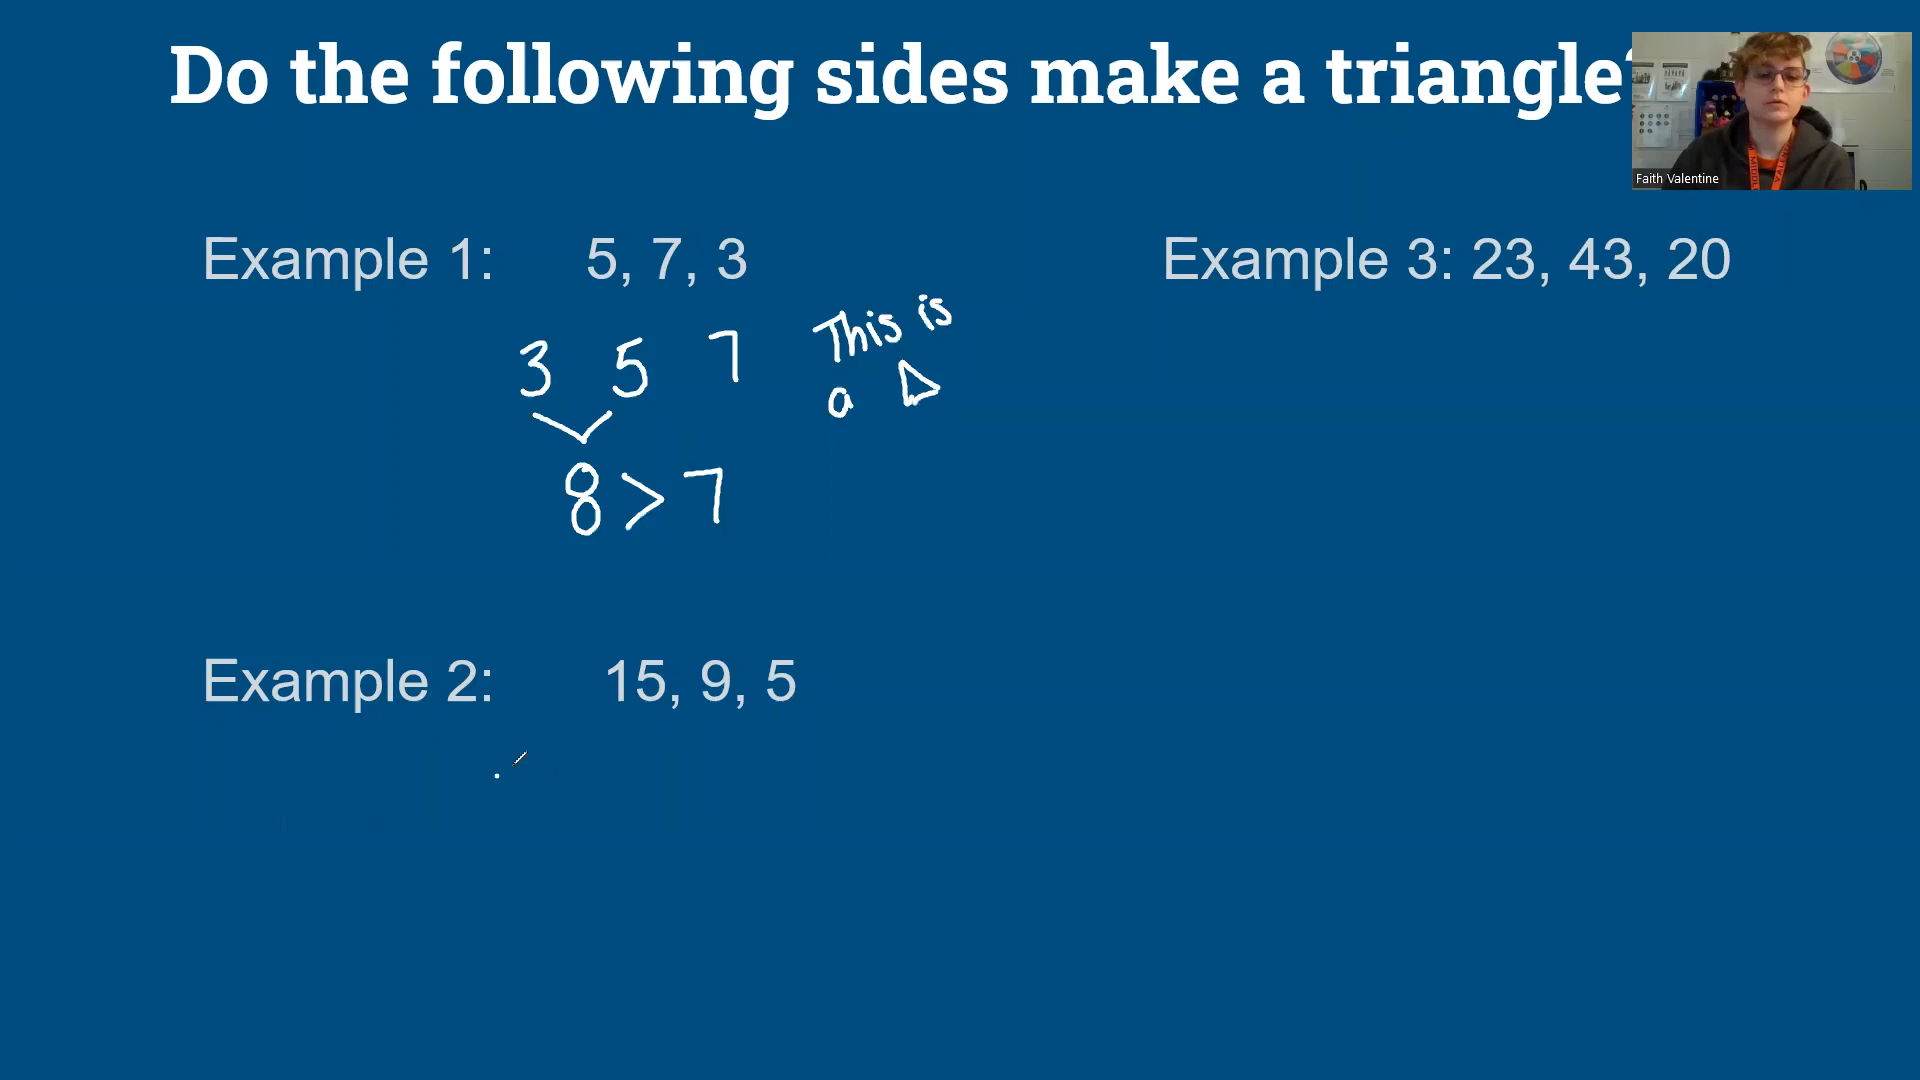 Do the following sides make a triangle?
Faith Valentine
Example 1: 5, 7, 3
3 5 7
8 > 7
This is
a
Example 3: 23, 43, 20
Example 2: 15, 9, 5